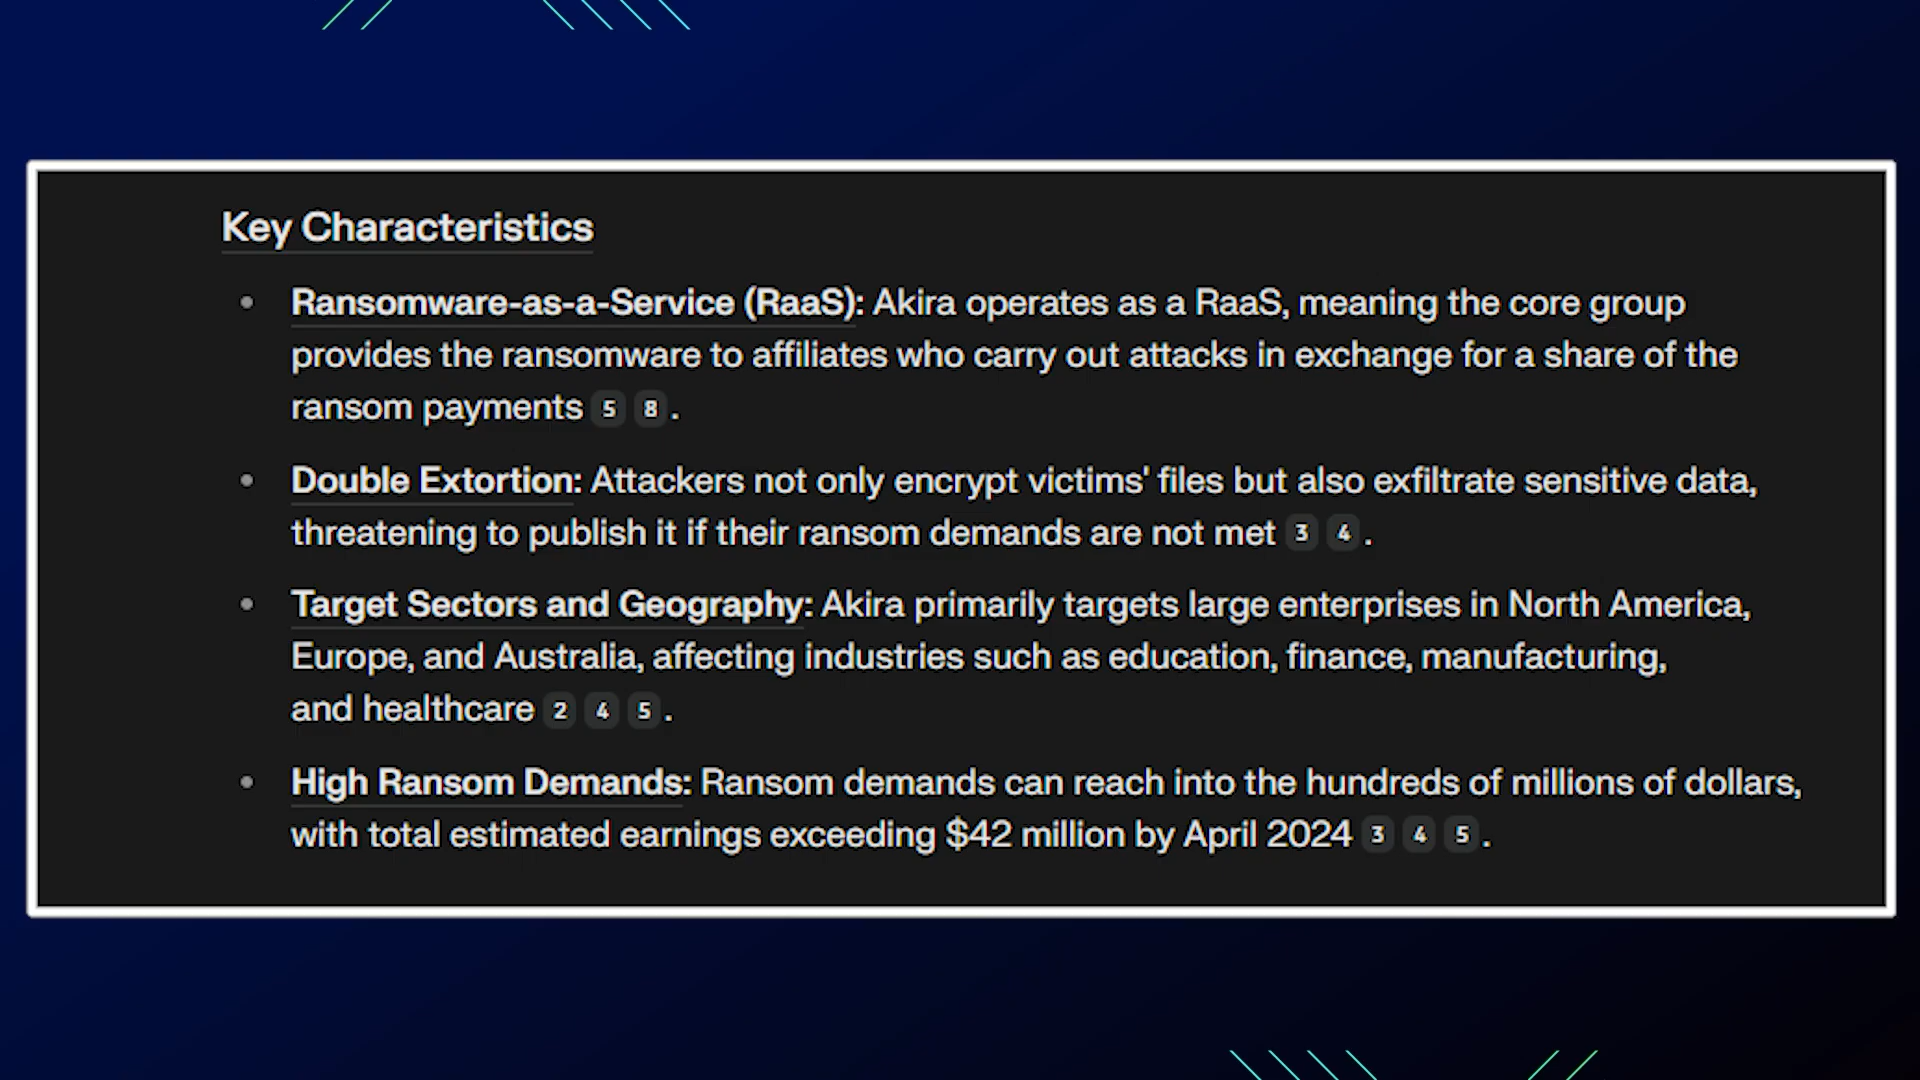 Key Characteristics
• Ransomware-as-a-Service (RaaS): Akira operates as a RaaS, meaning the core group
provides the ransomware to affiliates who carry out attacks in exchange for a share of the
ransom payments 5 8 .
• Double Extortion: Attackers not only encrypt victims' files but also exfiltrate sensitive data,
threatening to publish it if their ransom demands are not met 3 4 .
• Target Sectors and Geography: Akira primarily targets large enterprises in North America,
Europe, and Australia, affecting industries such as education, finance, manufacturing,
and healthcare 2 4 5 .
• High Ransom Demands: Ransom demands can reach into the hundreds of millions of dollars,
with total estimated earnings exceeding $42 million by April 2024 3 4 5 .